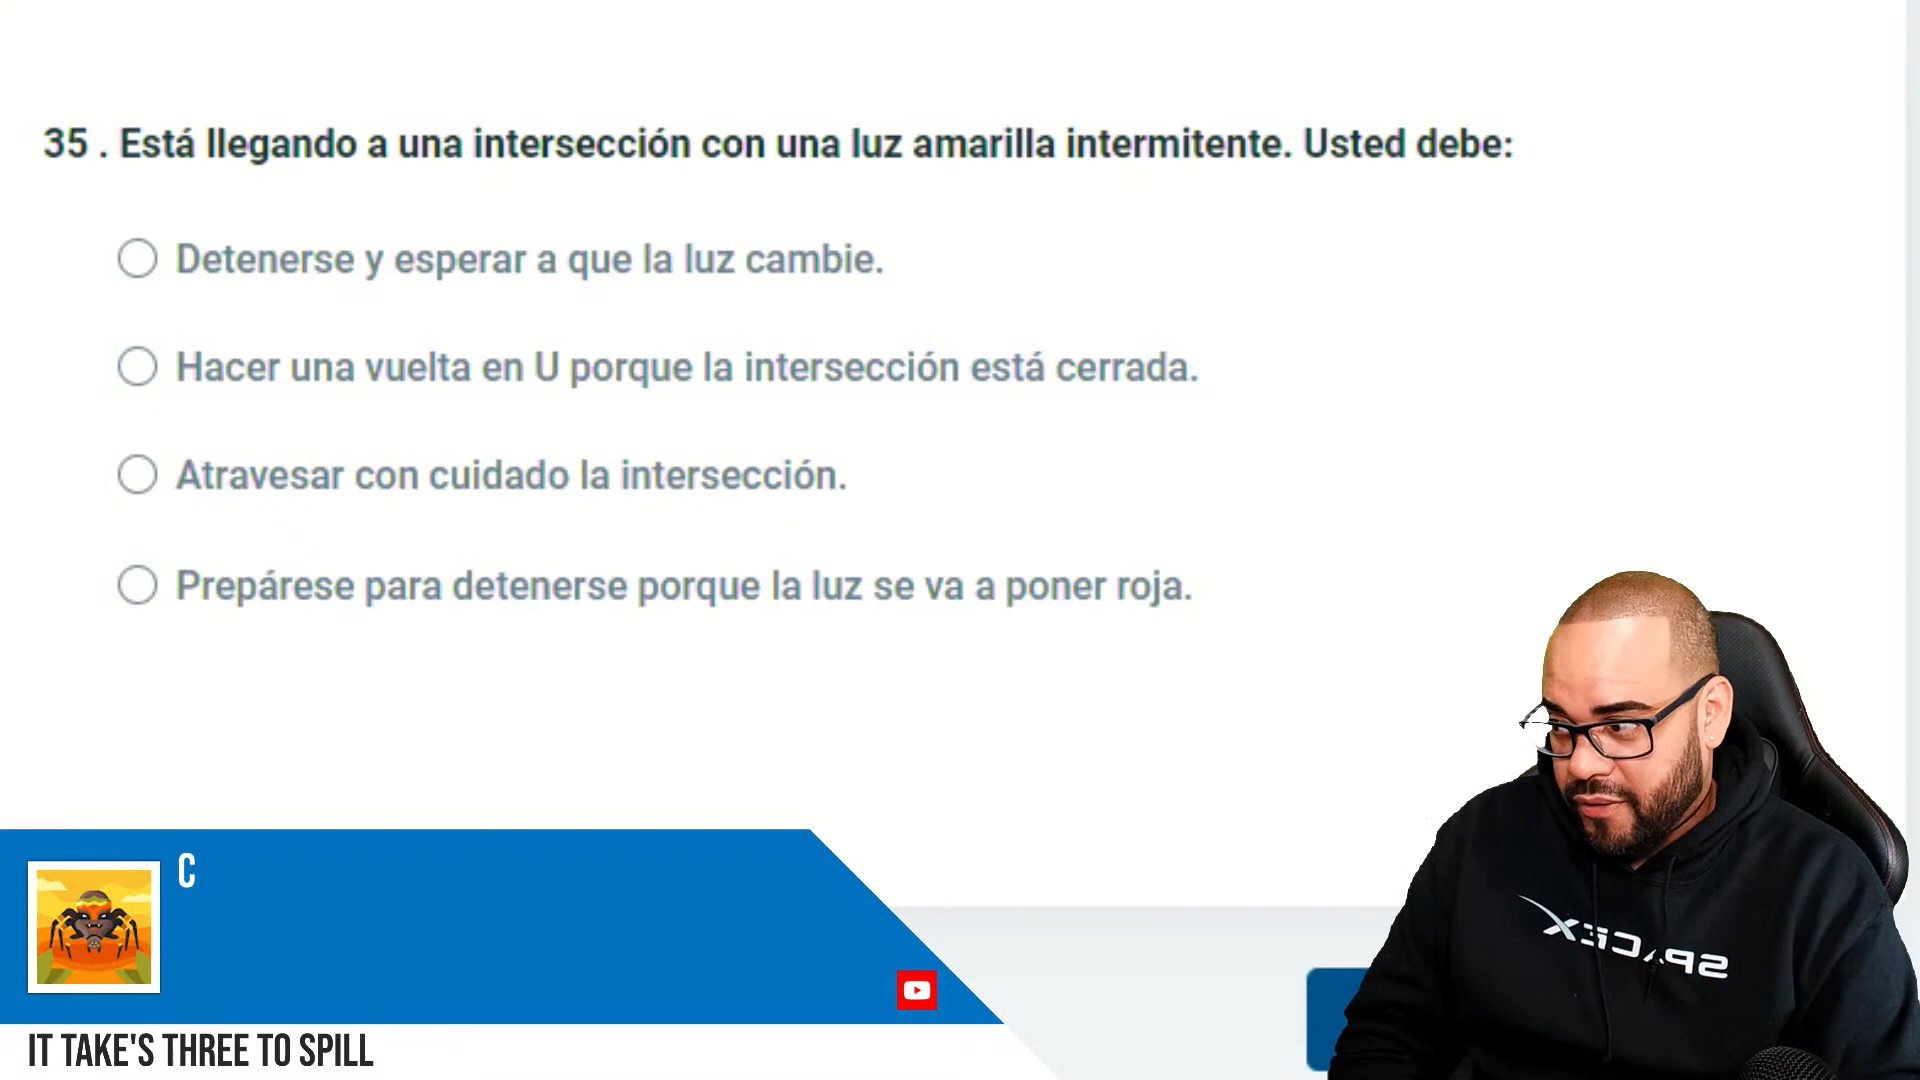 35 . Está llegando a una intersección con una luz amarilla intermitente. Usted debe:
Detenerse y esperar a que la luz cambie.
Hacer una vuelta en U porque la intersección está cerrada.
Atravesar con cuidado la intersección.
Prepárese para detenerse porque la luz se va a poner roja.
SPACEX
C
IT TAKE'S THREE TO SPILL